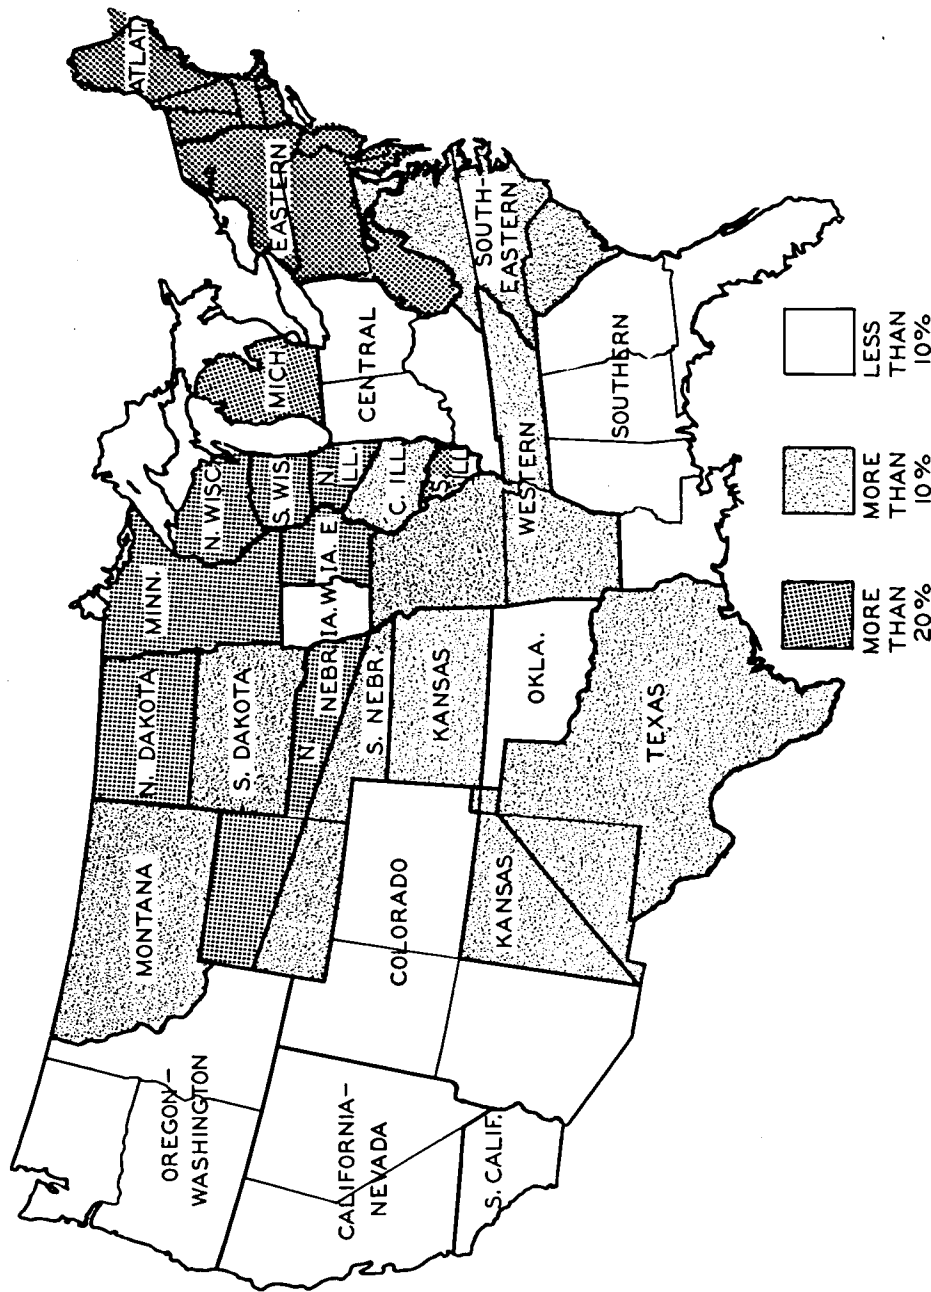 OREGON–
WASHINGTON
MONTANA
N. DAKOTA
MINN.
N. WISC.
S. WIS.
MICH
EASTERN
ATLAT
CALIFORNIA–
NEVADA
S. CALIF.
COLORADO
S. DAKOTA
N. NEBR
S. NEBR.
IA. W.
IA. E.
N.
ILL.
C. ILL.
S. ILL
CENTRAL
KANSAS
KANSAS
OKLA.
TEXAS
WESTERN
SOUTHERN
SOUTH–
EASTERN
MORE
THAN
20%
MORE
THAN
10%
LESS
THAN
10%